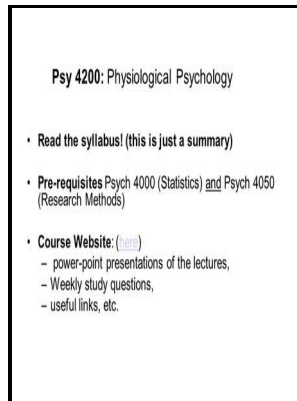 Psy 4200: Physiological Psychology
• Read the syllabus! (this is just a summary)
• Pre-requisites Psych 4000 (Statistics) and Psych 4050
(Research Methods)
• Course Website: (here)
– power-point presentations of the lectures,
– Weekly study questions,
– useful links, etc.